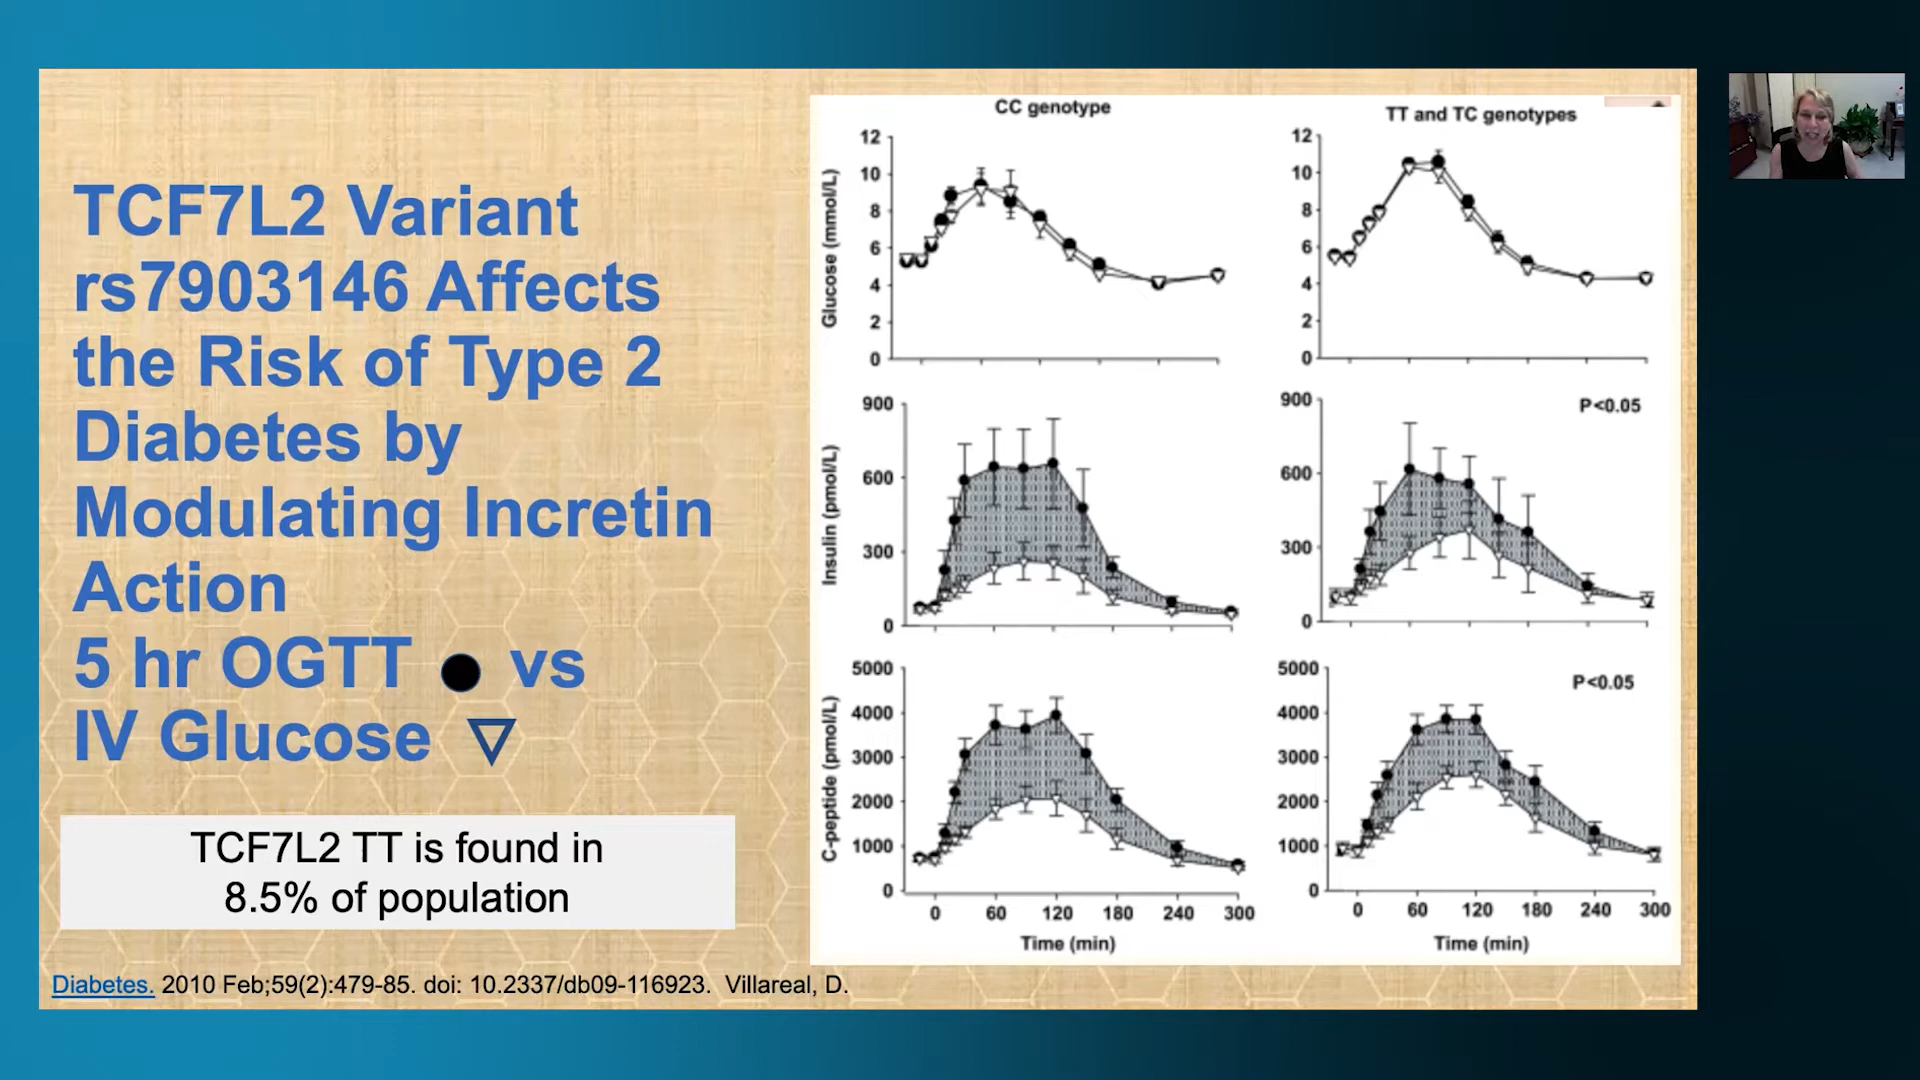 TCF7L2 Variant
rs7903146 Affects
the Risk of Type 2
Diabetes by
Modulating Incretin
Action
5 hr OGTT vs
IV Glucose
TCF7L2 TT is found in
8.5% of population
Diabetes. 2010 Feb;59(2):479-85. doi: 10.2337/db09-116923. Villareal, D.
CC genotype
TT and TC genotypes
Glucose (mmol/L)
12
10
8
6
4
2
0
12
10
8
6
4
2
0
Insulin (pmol/L)
900
600
300
0
900
600
300
0
P<0.05
C-peptide (pmol/L)
5000
4000
3000
2000
1000
0
5000
4000
3000
2000
1000
0
P<0.05
0 60 120 180 240 300
0 60 120 180 240 300
Time (min)
Time (min)